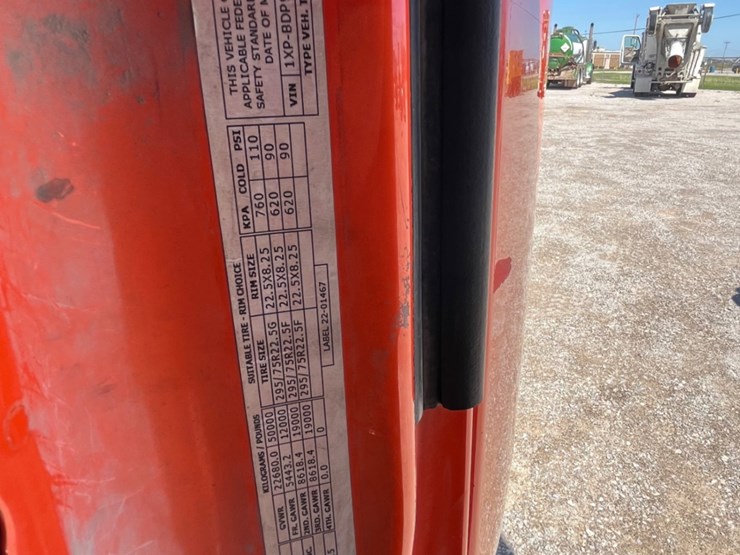 THIS VEHICLE
APPLICABLE FEDE
SAFETY STANDAR
DATE OF
VIN 1XP-BDP
TYPE VEH.
SUITABLE TIRE - RIM CHOICE
KILOGRAMS / POUNDS TIRE SIZE RIM SIZE KPA COLD PSI
GVWR 22680.0 50000 295/75R22.5G 22.5X8.25 760 110
FR. GAWR 5443.2 12000 295/75R22.5F 22.5X8.25 620 90
2ND. GAWR 8618.4 19000 295/75R22.5F 22.5X8.25 620 90
3RD. GAWR 8618.4 19000
4TH. GAWR 0.0 0
LABEL 22-01467